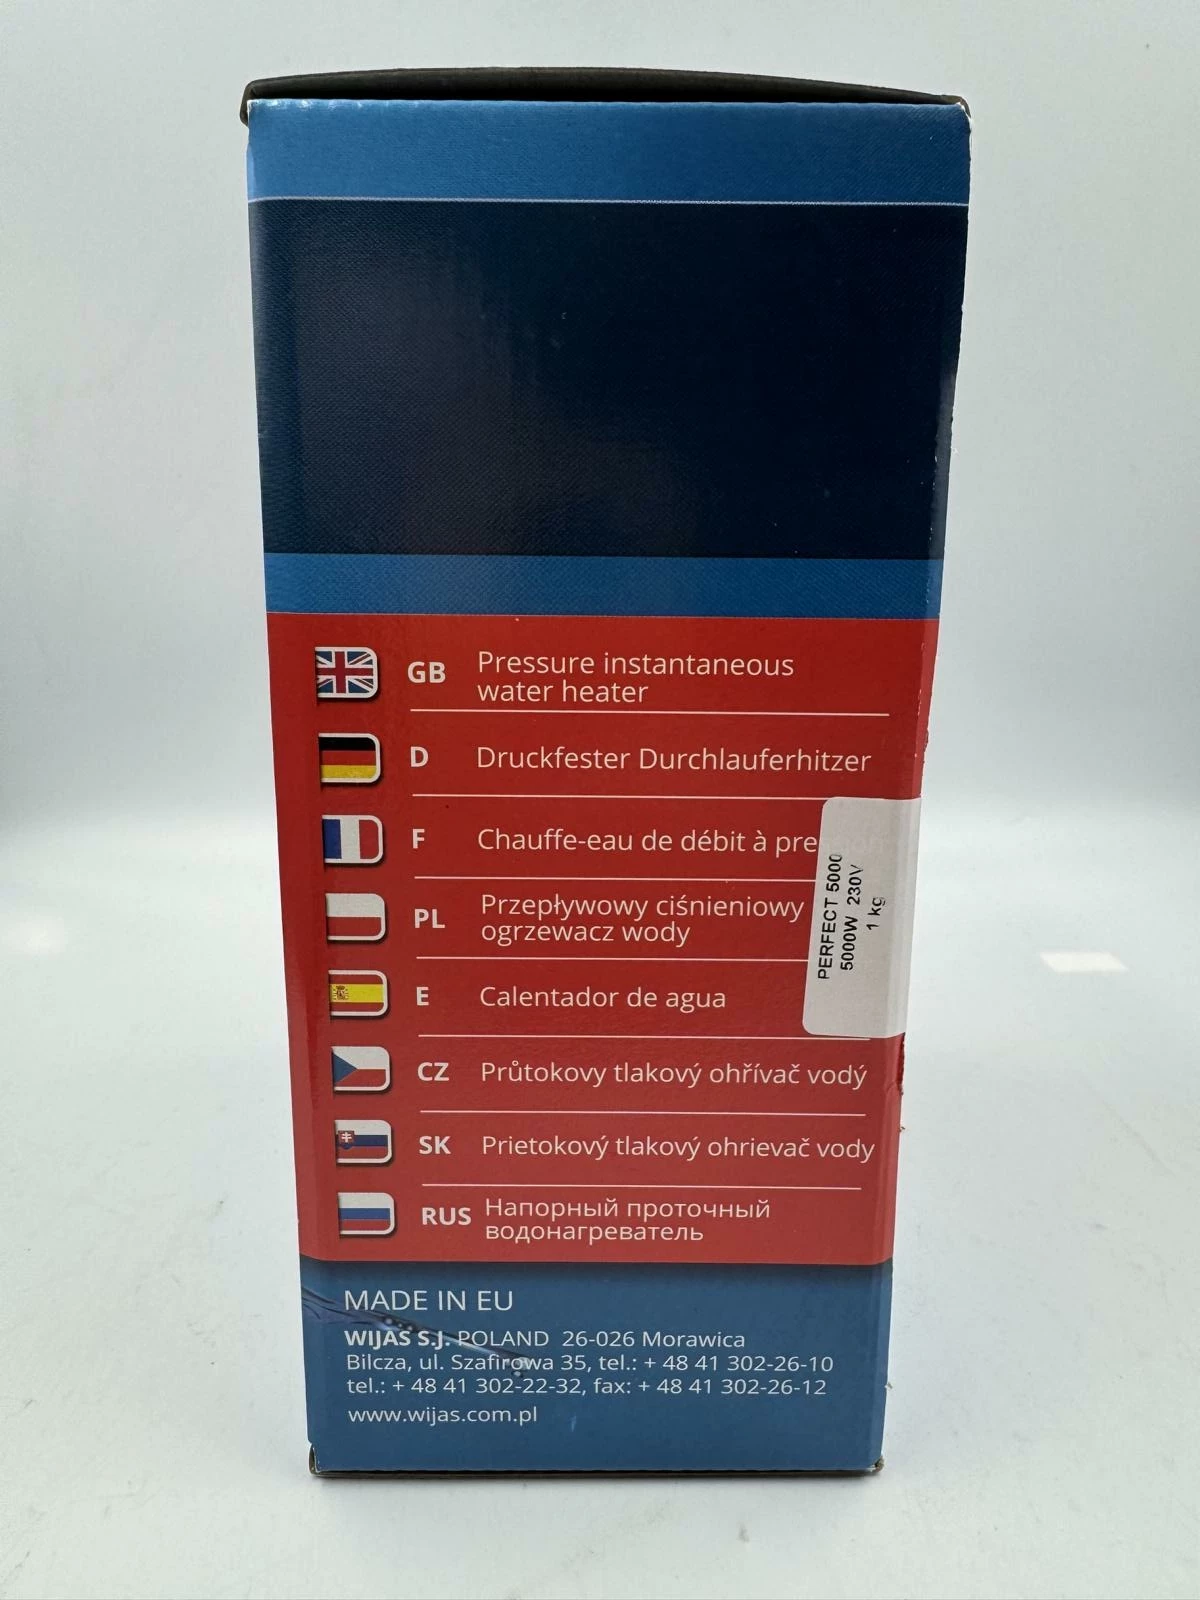 GB Pressure instantaneous
water heater
D Druckfester Durchlauferhitzer
F Chauffe-eau de débit à
PL Przepływowy ciśnieniowy
ogrzewacz wody
E Calentador de agua
CZ Průtokovy tlakový ohřívač vodý
SK Prietokový tlakový ohrievač vody
RUS Напорный проточный
водонагреватель
PERFECT 5000
5000W 230V
1 kg
MADE IN EU
WIJAS S.J. POLAND 26-026 Morawica
Bilcza, ul. Szafirowa 35, tel.: + 48 41 302-26-10
tel.: + 48 41 302-22-32, fax: + 48 41 302-26-12
www.wijas.com.pl